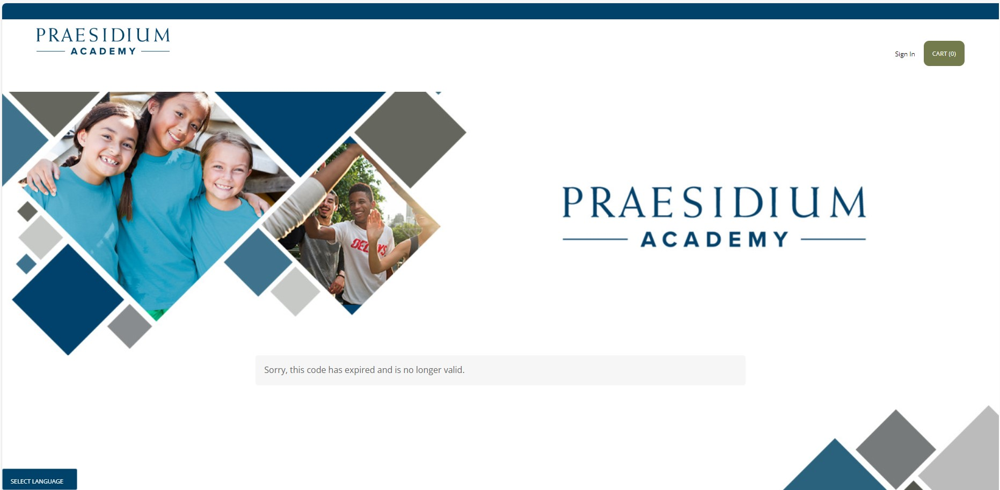 PRAESIDIUM
ACADEMY
Sign In
CART (0)
PRAESIDIUM
ACADEMY
Sorry, this code has expired and is no longer valid.
SELECT LANGUAGE